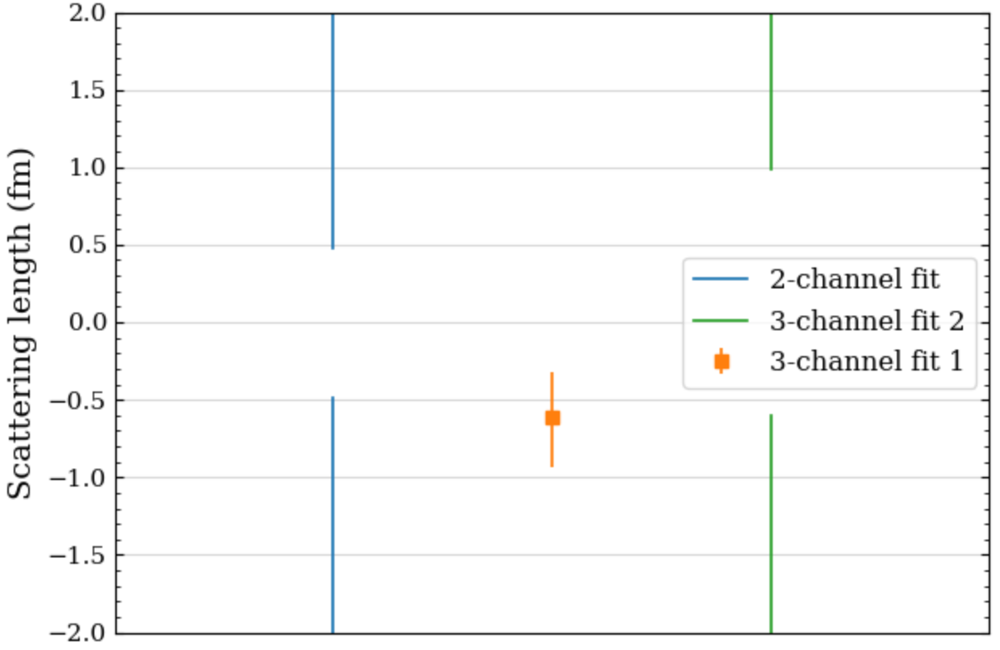 Scattering length (fm)
2.0
1.5
1.0
0.5
0.0
−0.5
−1.0
−1.5
−2.0
2-channel fit
3-channel fit 2
3-channel fit 1